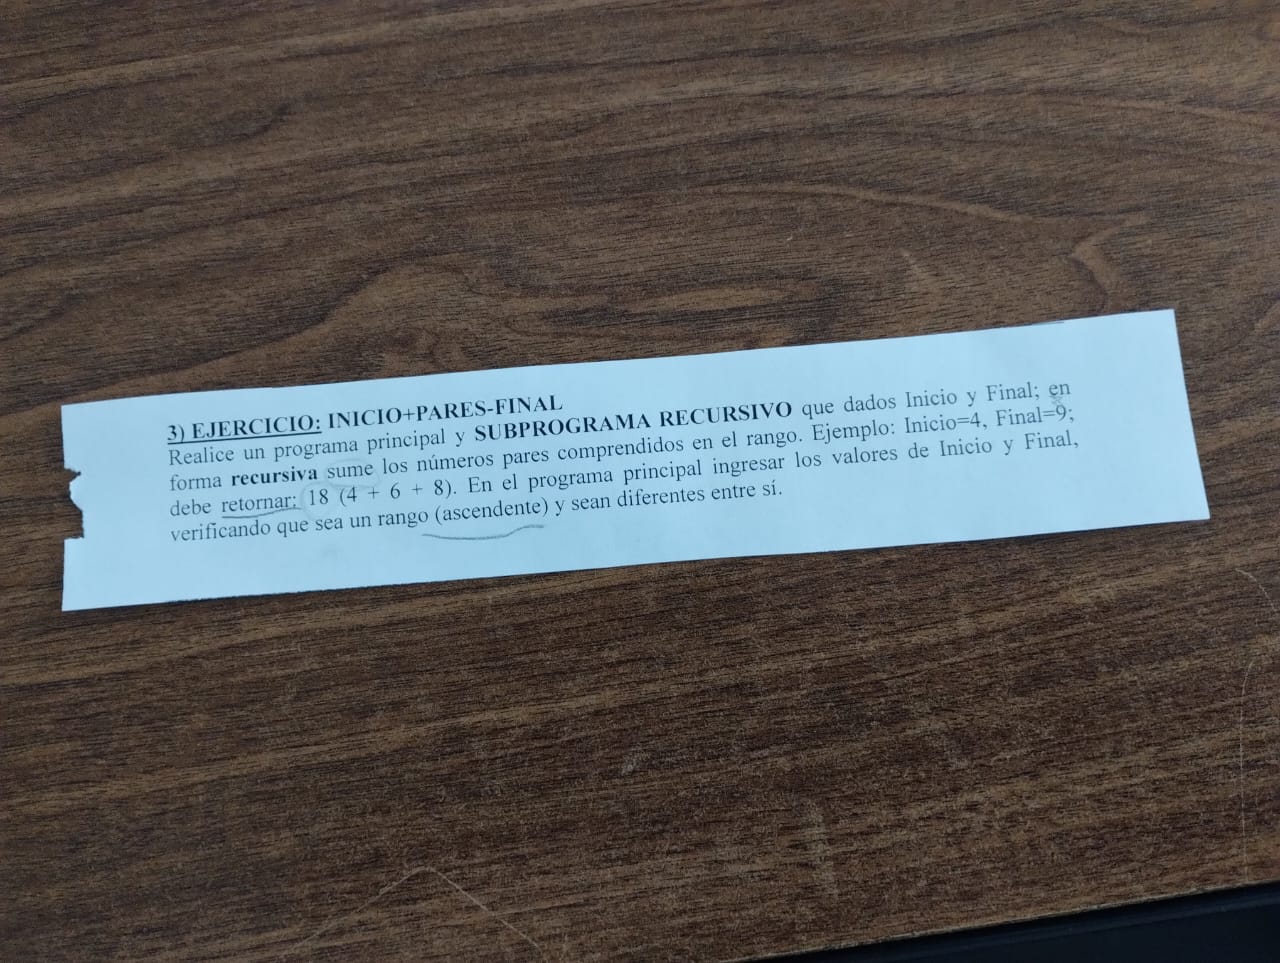 3) EJERCICIO: INICIO+PARES-FINAL
Realice un programa principal y SUBPROGRAMA RECURSIVO que dados Inicio y Final; en
forma recursiva sume los números pares comprendidos en el rango. Ejemplo: Inicio=4, Final=9;
debe retornar: 18 (4 + 6 + 8). En el programa principal ingresar los valores de Inicio y Final,
verificando que sea un rango (ascendente) y sean diferentes entre sí.